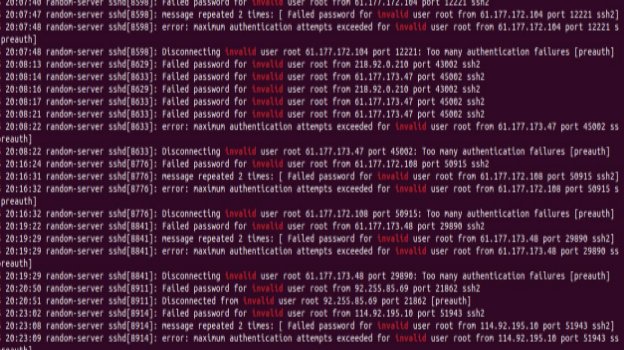 20:07:40 random-server sshd[8598]: Failed password for invalid user root from 61.177.172.104 port 12221 ssh2
20:07:47 random-server sshd[8598]: message repeated 2 times: [ Failed password for invalid user root from 61.177.172.104 port 12221 ssh2]
20:07:48 random-server sshd[8598]: error: maximum authentication attempts exceeded for invalid user root from 61.177.172.104 port 12221 s
preauth]
20:07:48 random-server sshd[8598]: Disconnecting invalid user root 61.177.172.104 port 12221: Too many authentication failures [preauth]
20:08:13 random-server sshd[8629]: Failed password for invalid user root from 218.92.0.210 port 43002 ssh2
20:08:14 random-server sshd[8633]: Failed password for invalid user root from 61.177.173.47 port 45002 ssh2
20:08:16 random-server sshd[8629]: Failed password for invalid user root from 218.92.0.210 port 43002 ssh2
20:08:17 random-server sshd[8633]: Failed password for invalid user root from 61.177.173.47 port 45002 ssh2
20:08:21 random-server sshd[8633]: Failed password for invalid user root from 61.177.173.47 port 45002 ssh2
20:08:22 random-server sshd[8633]: error: maximum authentication attempts exceeded for invalid user root from 61.177.173.47 port 45002 ss
reauth]
20:08:22 random-server sshd[8633]: Disconnecting invalid user root 61.177.173.47 port 45002: Too many authentication failures [preauth]
20:16:24 random-server sshd[8776]: Failed password for invalid user root from 61.177.172.108 port 50915 ssh2
20:16:31 random-server sshd[8776]: message repeated 2 times: [ Failed password for invalid user root from 61.177.172.108 port 50915 ssh2]
20:16:32 random-server sshd[8776]: error: maximum authentication attempts exceeded for invalid user root from 61.177.172.108 port 50915 s
preauth]
20:16:32 random-server sshd[8776]: Disconnecting invalid user root 61.177.172.108 port 50915: Too many authentication failures [preauth]
20:19:22 random-server sshd[8841]: Failed password for invalid user root from 61.177.173.48 port 29890 ssh2
20:19:29 random-server sshd[8841]: message repeated 2 times: [ Failed password for invalid user root from 61.177.173.48 port 29890 ssh2]
20:19:29 random-server sshd[8841]: error: maximum authentication attempts exceeded for invalid user root from 61.177.173.48 port 29890 ss
reauth]
20:19:29 random-server sshd[8841]: Disconnecting invalid user root 61.177.173.48 port 29890: Too many authentication failures [preauth]
20:20:50 random-server sshd[8911]: Failed password for invalid user root from 92.255.85.69 port 21862 ssh2
20:20:51 random-server sshd[8911]: Disconnected from invalid user root 92.255.85.69 port 21862 [preauth]
20:23:02 random-server sshd[8914]: Failed password for invalid user root from 114.92.195.10 port 51943 ssh2
20:23:08 random-server sshd[8914]: message repeated 2 times: [ Failed password for invalid user root from 114.92.195.10 port 51943 ssh2]
20:23:09 random-server sshd[8914]: error: maximum authentication attempts exceeded for invalid user root from 114.92.195.10 port 51943 ss
preauth]